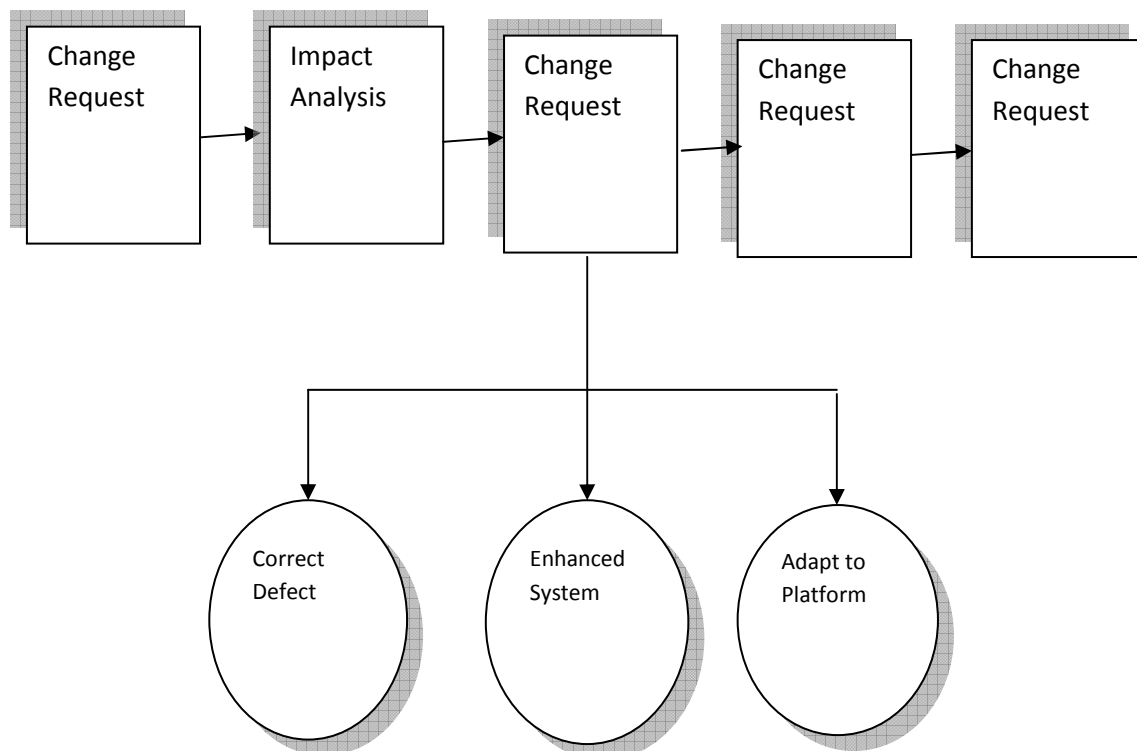 Change
Request
Impact
Analysis
Change
Request
Change
Request
Change
Request
Correct
Defect
Enhanced
System
Adapt to
Platform